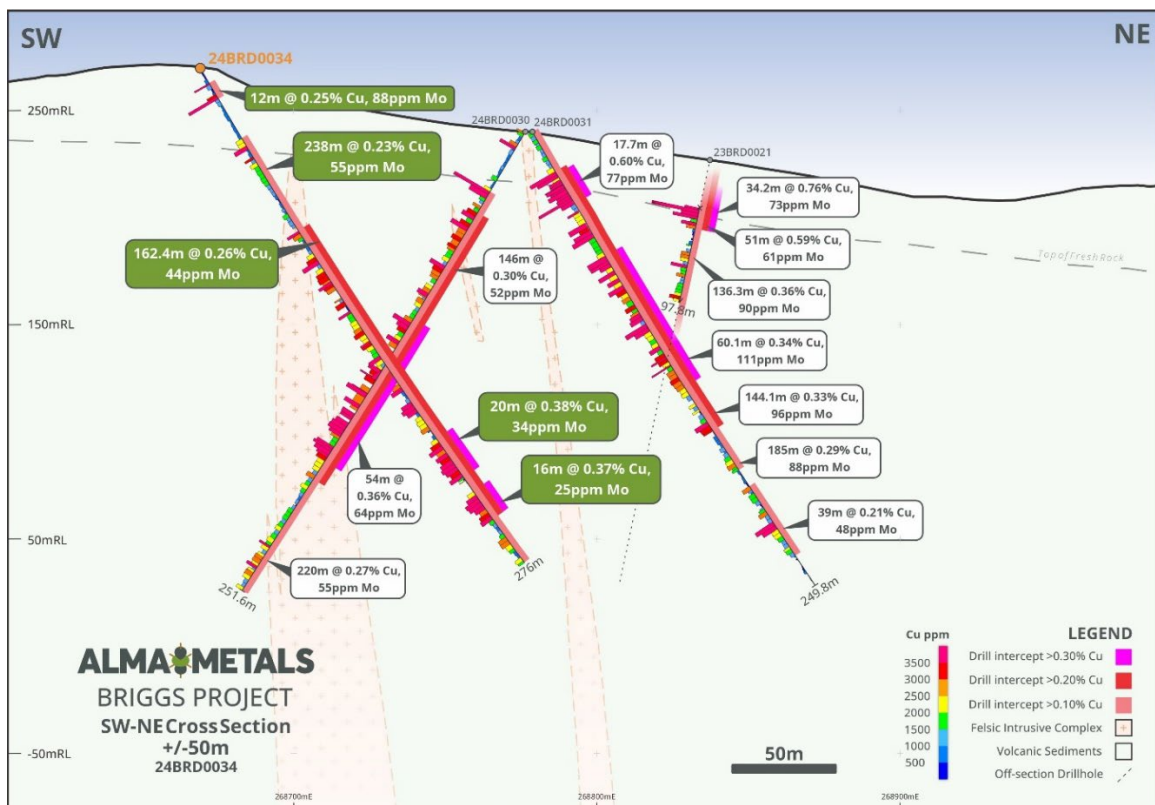 SW
NE
24BRD0034
12m @ 0.25% Cu, 88ppm Mo
250mRL
24BRD0030
24BRD0031
23BRD0021
238m @ 0.23% Cu,
55ppm Mo
17.7m @
0.60% Cu,
77ppm Mo
34.2m @ 0.76% Cu,
73ppm Mo
51m @ 0.59% Cu,
61ppm Mo
Top of Fresh Rock
162.4m @ 0.26% Cu,
44ppm Mo
146m @
0.30% Cu,
52ppm Mo
136.3m @ 0.36% Cu,
90ppm Mo
97.8m
150mRL
60.1m @ 0.34% Cu,
111ppm Mo
20m @ 0.38% Cu,
34ppm Mo
144.1m @ 0.33% Cu,
96ppm Mo
16m @ 0.37% Cu,
25ppm Mo
185m @ 0.29% Cu,
88ppm Mo
54m @
0.36% Cu,
64ppm Mo
39m @ 0.21% Cu,
48ppm Mo
50mRL
220m @ 0.27% Cu,
55ppm Mo
251.6m
276m
249.8m
ALMA METALS
BRIGGS PROJECT
SW-NE Cross Section
+/-50m
24BRD0034
-50mRL
50m
Cu ppm
3500
3000
2500
2000
1500
1000
500
LEGEND
Drill intercept >0.30% Cu
Drill intercept >0.20% Cu
Drill intercept >0.10% Cu
Felsic Intrusive Complex
Volcanic Sediments
Off-section Drillhole
268700mE
268800mE
268900mE